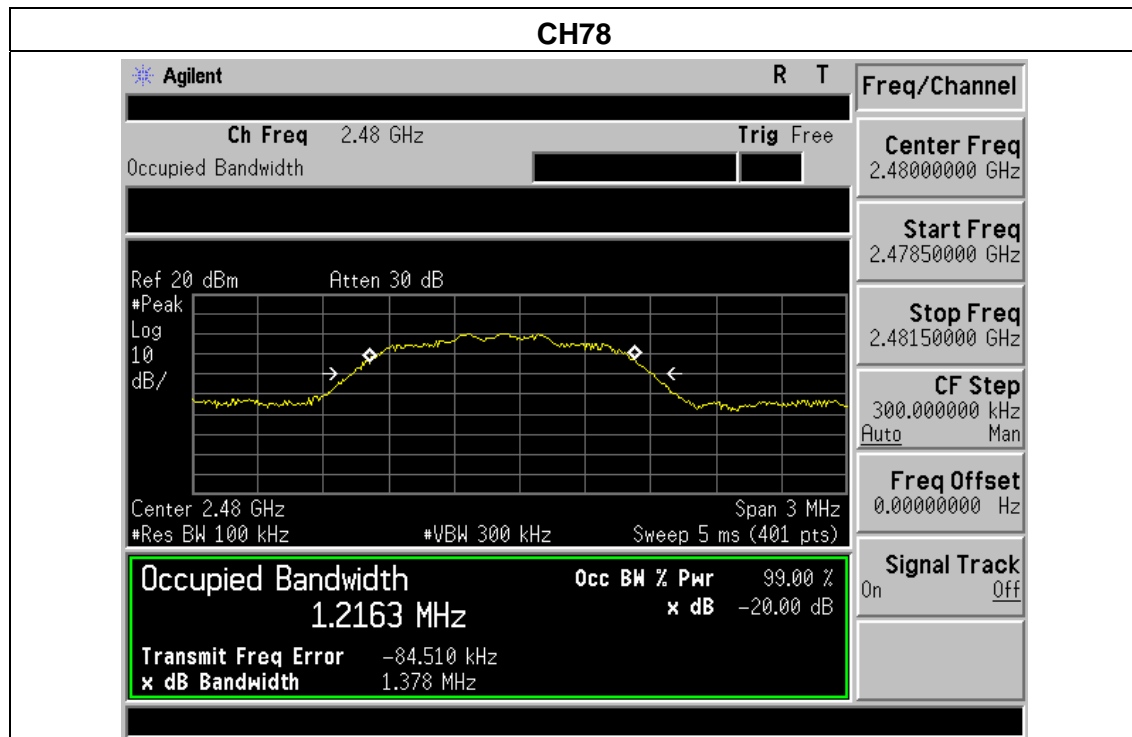 CH78
Agilent R T
Ch Freq 2.48 GHz Trig Free
Occupied Bandwidth
Ref 20 dBm Atten 30 dB
#Peak
Log
10
dB/
Center 2.48 GHz Span 3 MHz
#Res BW 100 kHz #VBW 300 kHz Sweep 5 ms (401 pts)
Occupied Bandwidth Occ BW % Pwr 99.00 %
1.2163 MHz x dB -20.00 dB
Transmit Freq Error -84.510 kHz
x dB Bandwidth 1.378 MHz
Freq/Channel
Center Freq
2.48000000 GHz
Start Freq
2.47850000 GHz
Stop Freq
2.48150000 GHz
CF Step
300.000000 kHz
Auto Man
Freq Offset
0.00000000 Hz
Signal Track
On Off